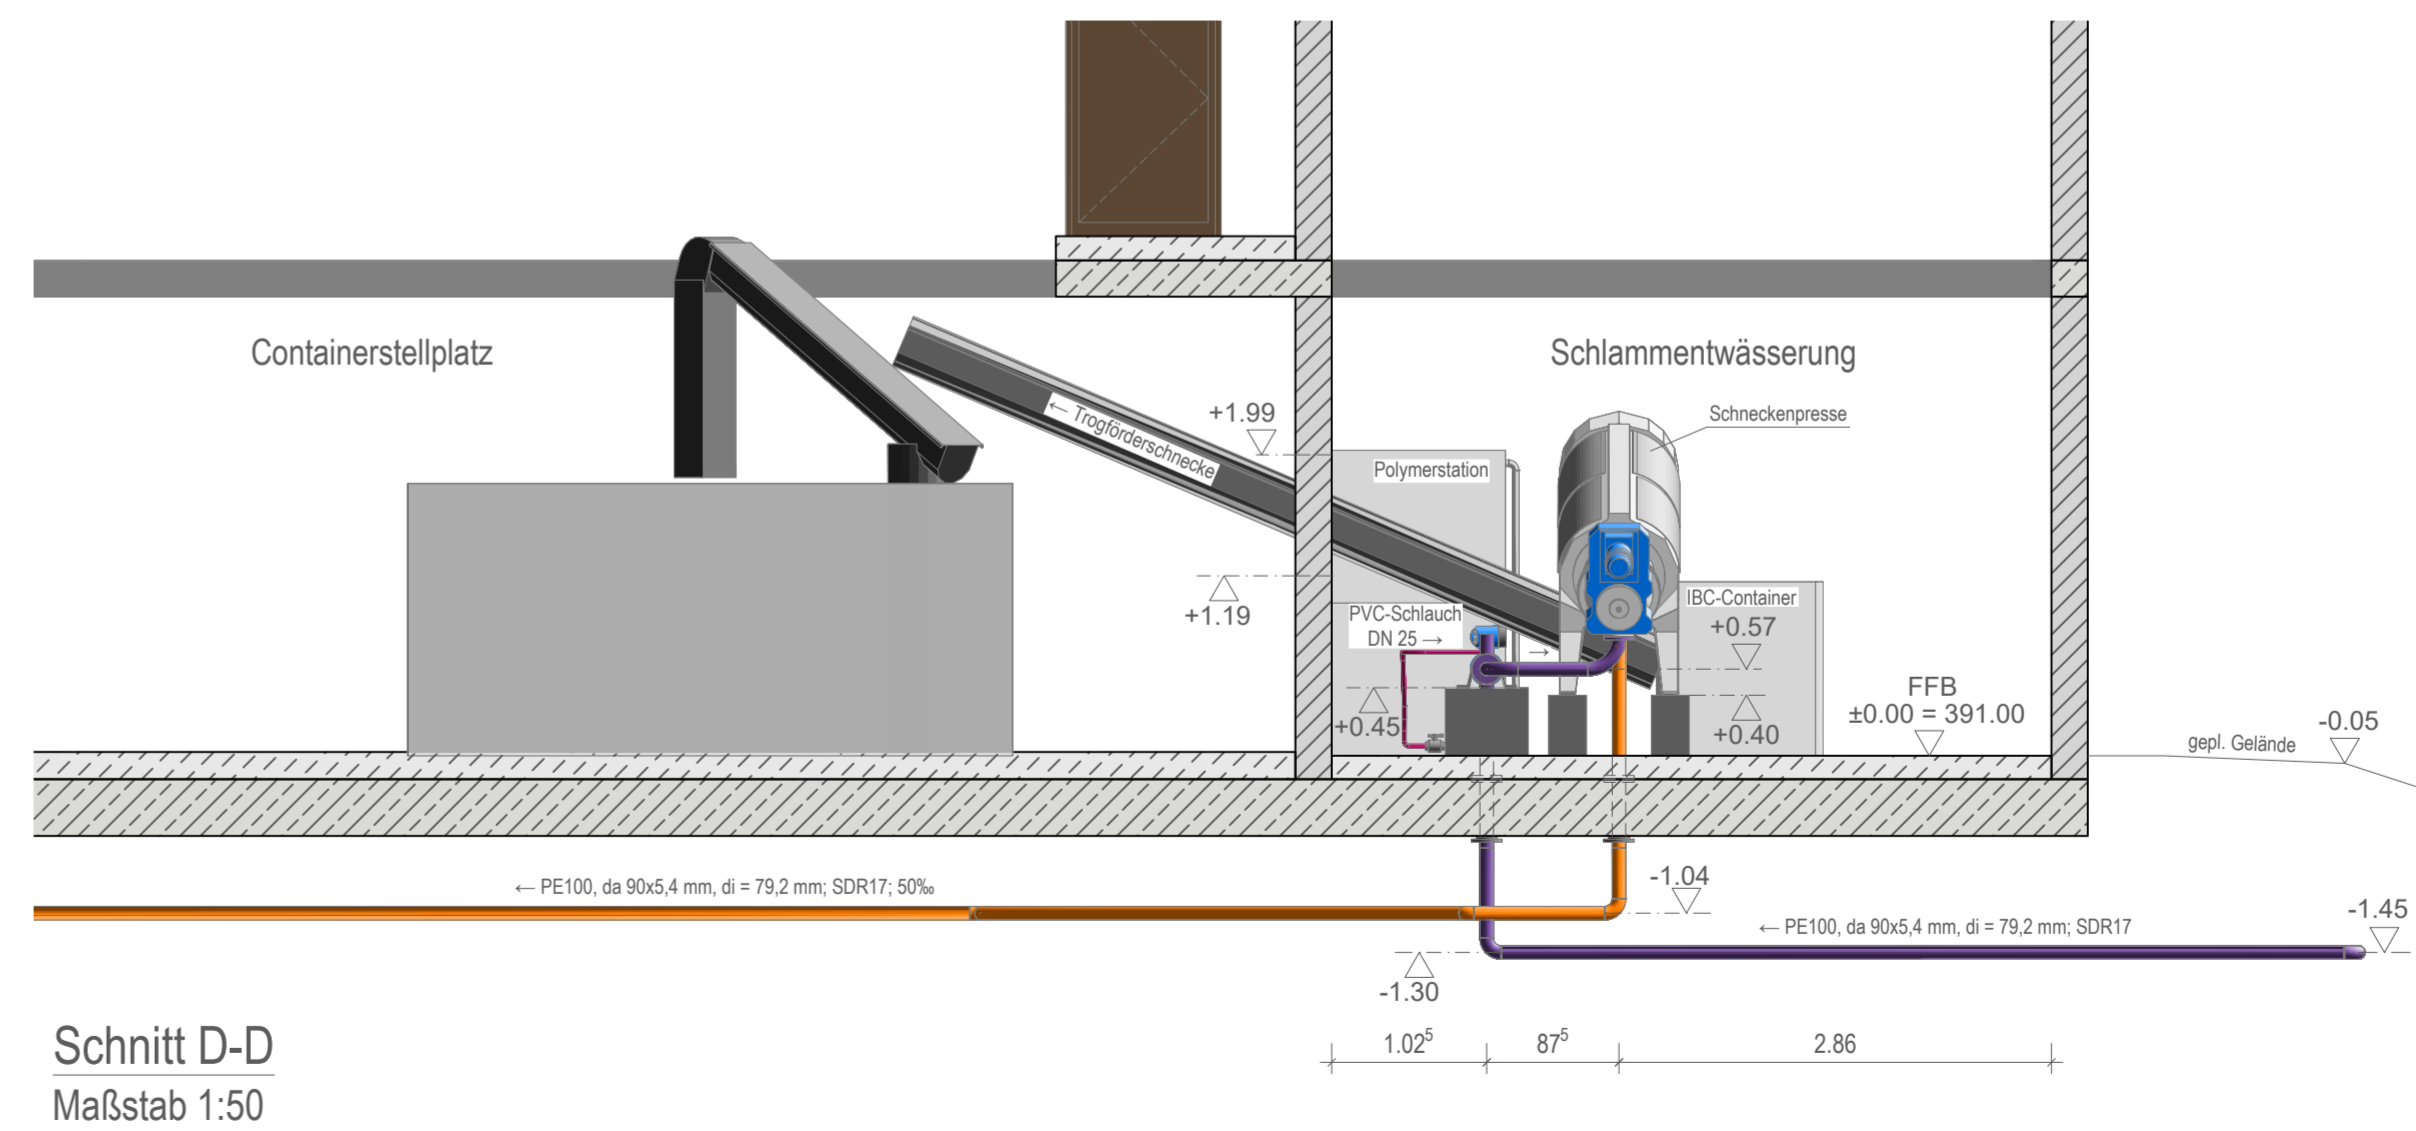 Containerstellplatz
Schlammentwässerung
Schneckenpresse
+1.99
← Trogförderschnecke
Polymerstation
+1.19
PVC-Schlauch
DN 25 →
→
IBC-Container
+0.57
+0.45
+0.40
FFB
±0.00 = 391.00
-0.05
gepl. Gelände
← PE100, da 90x5,4 mm, di = 79,2 mm; SDR17; 50‰
-1.04
← PE100, da 90x5,4 mm, di = 79,2 mm; SDR17
-1.45
-1.30
1.02⁵
87⁵
2.86
Schnitt D-D
Maßstab 1:50